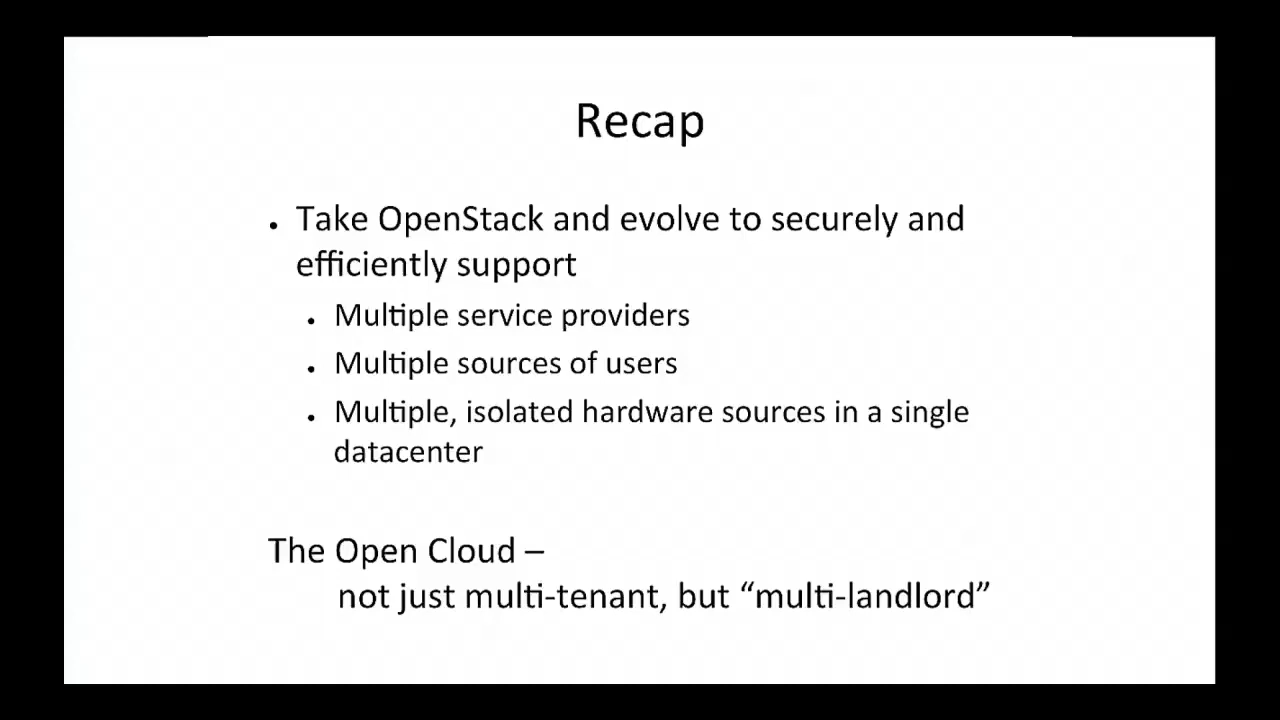 Recap
• Take OpenStack and evolve to securely and
efficiently support
• Multiple service providers
• Multiple sources of users
• Multiple, isolated hardware sources in a single
datacenter
The Open Cloud –
not just multi-tenant, but “multi-landlord”